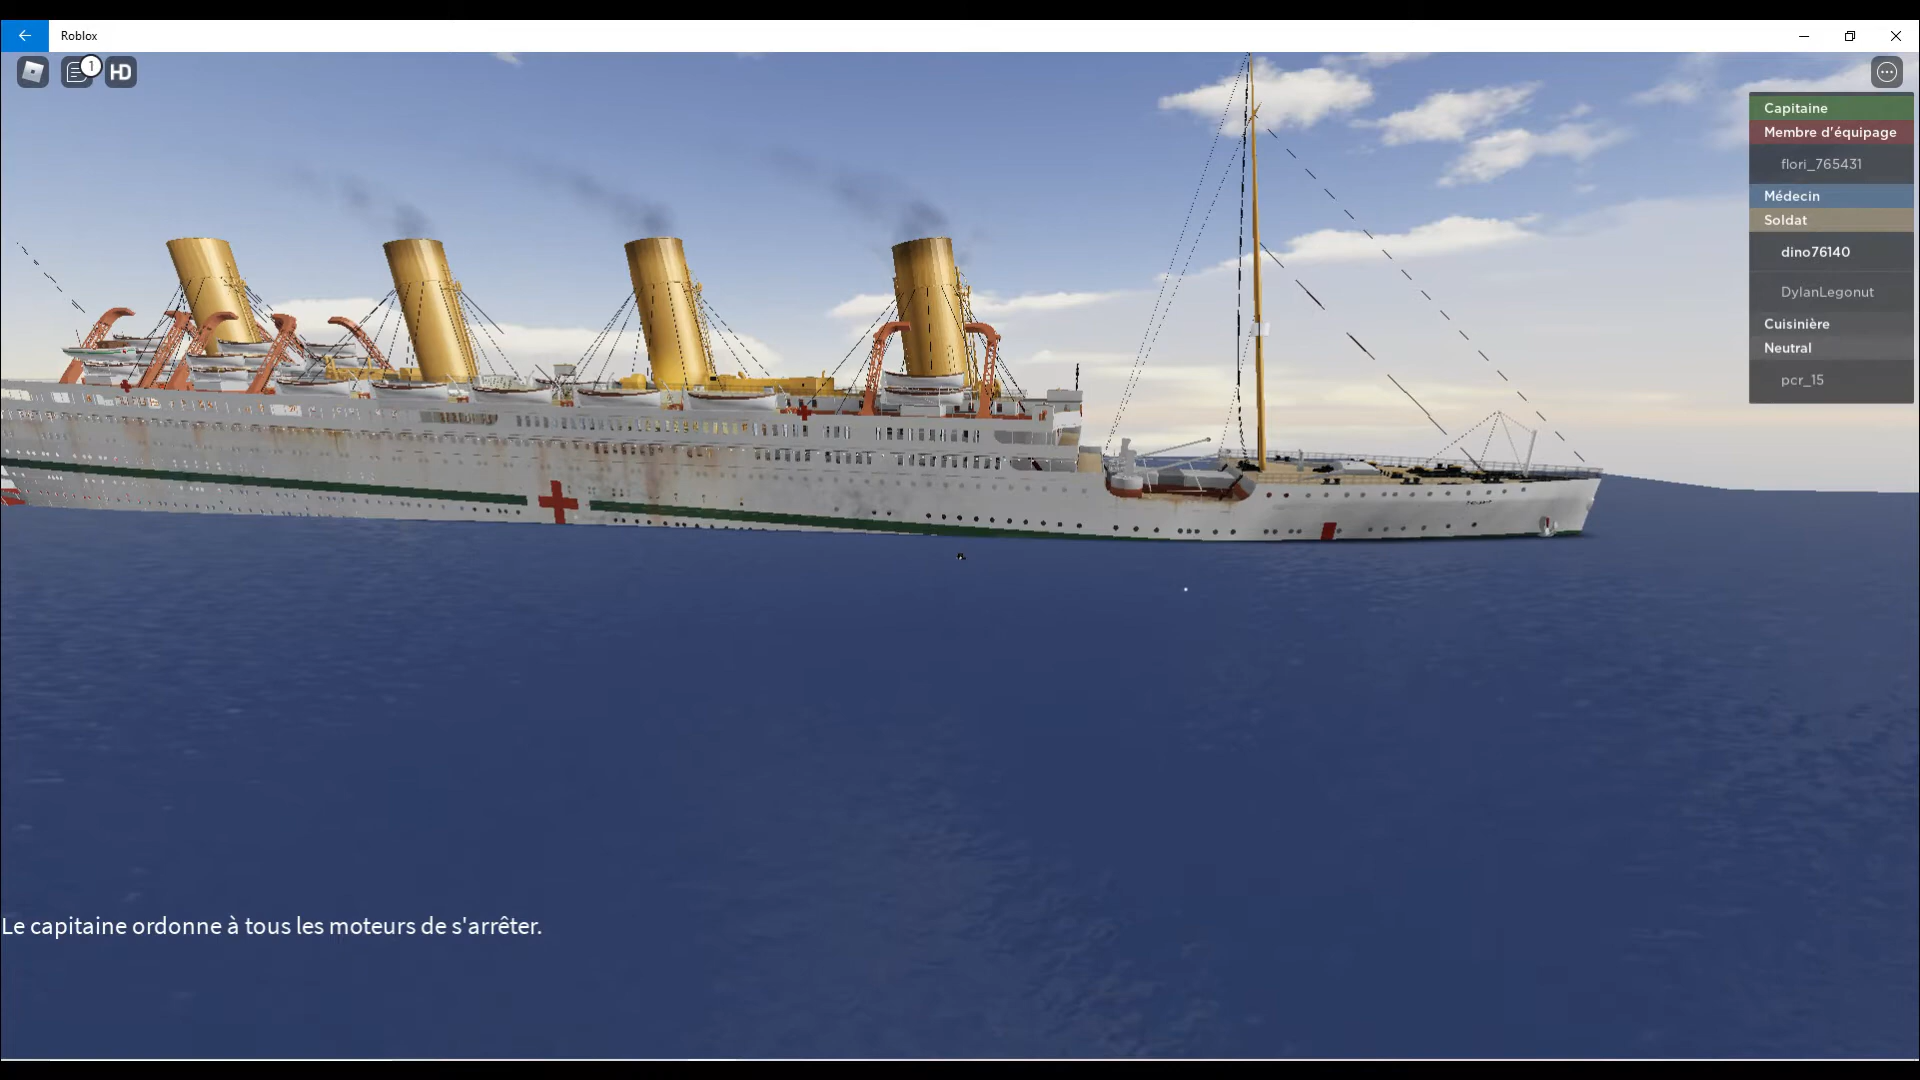 Roblox
1
HD
Capitaine
Membre d'équipage
flori_765431
Médecin
Soldat
dino76140
DylanLegonut
Cuisinière
Neutral
pcr_15
Le capitaine ordonne à tous les moteurs de s'arrêter.